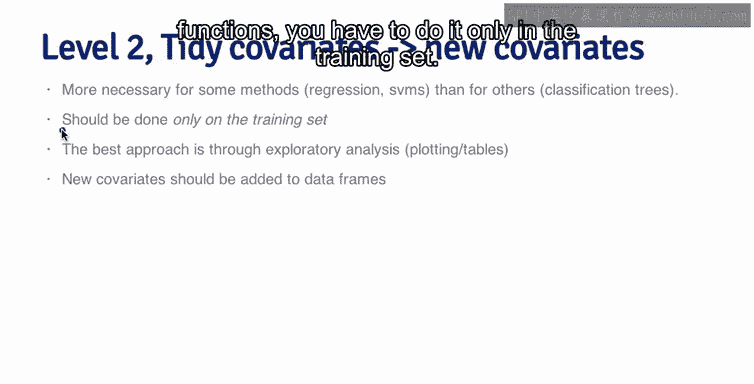 functions, you have to do it only in the
training set.
Level 2, Tidy covariates -> new covariates
· More necessary for some methods (regression, svms) than for others (classification trees).
· Should be done only on the training set
· The best approach is through exploratory analysis (plotting/tables)
· New covariates should be added to data frames